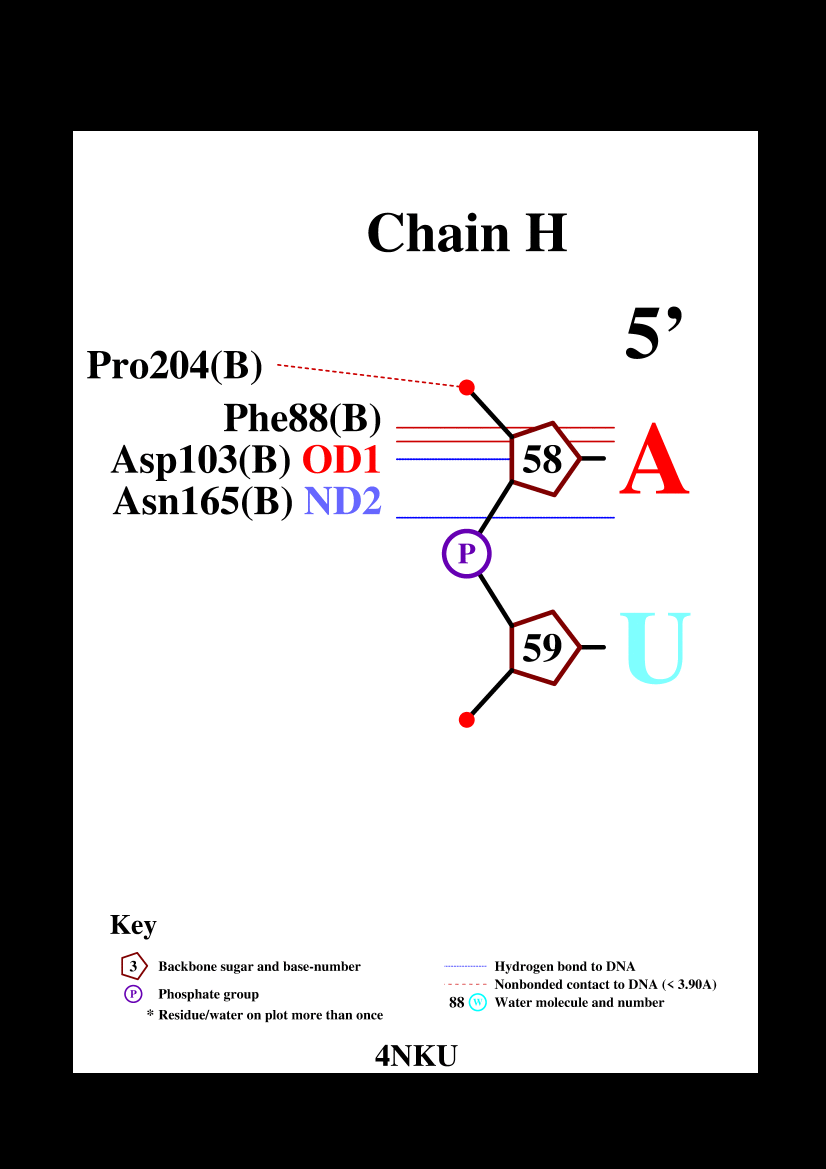 Chain H
5’
Pro204(B)
Phe88(B)
Asp103(B) OD1
58
A
Asn165(B) ND2
P
59
U
Key
3 Backbone sugar and base-number
P Phosphate group
* Residue/water on plot more than once
Hydrogen bond to DNA
Nonbonded contact to DNA (< 3.90A)
88 W Water molecule and number
4NKU